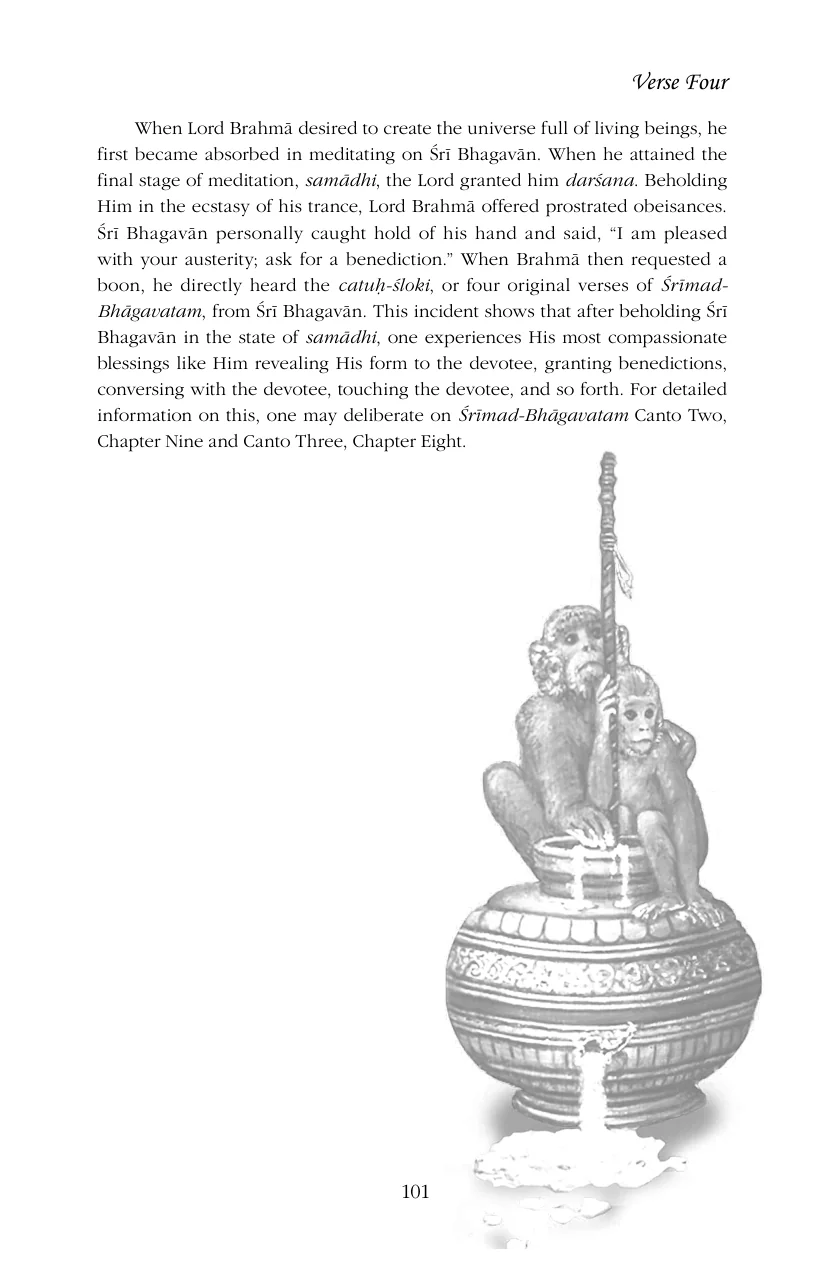 Verse Four
When Lord Brahmā desired to create the universe full of living beings, he
first became absorbed in meditating on Śrī Bhagavān. When he attained the
final stage of meditation, samādhi, the Lord granted him darśana. Beholding
Him in the ecstasy of his trance, Lord Brahmā offered prostrated obeisances.
Śrī Bhagavān personally caught hold of his hand and said, “I am pleased
with your austerity; ask for a benediction.” When Brahmā then requested a
boon, he directly heard the catuḥ-śloki, or four original verses of Śrīmad-
Bhāgavatam, from Śrī Bhagavān. This incident shows that after beholding Śrī
Bhagavān in the state of samādhi, one experiences His most compassionate
blessings like Him revealing His form to the devotee, granting benedictions,
conversing with the devotee, touching the devotee, and so forth. For detailed
information on this, one may deliberate on Śrīmad-Bhāgavatam Canto Two,
Chapter Nine and Canto Three, Chapter Eight.
101